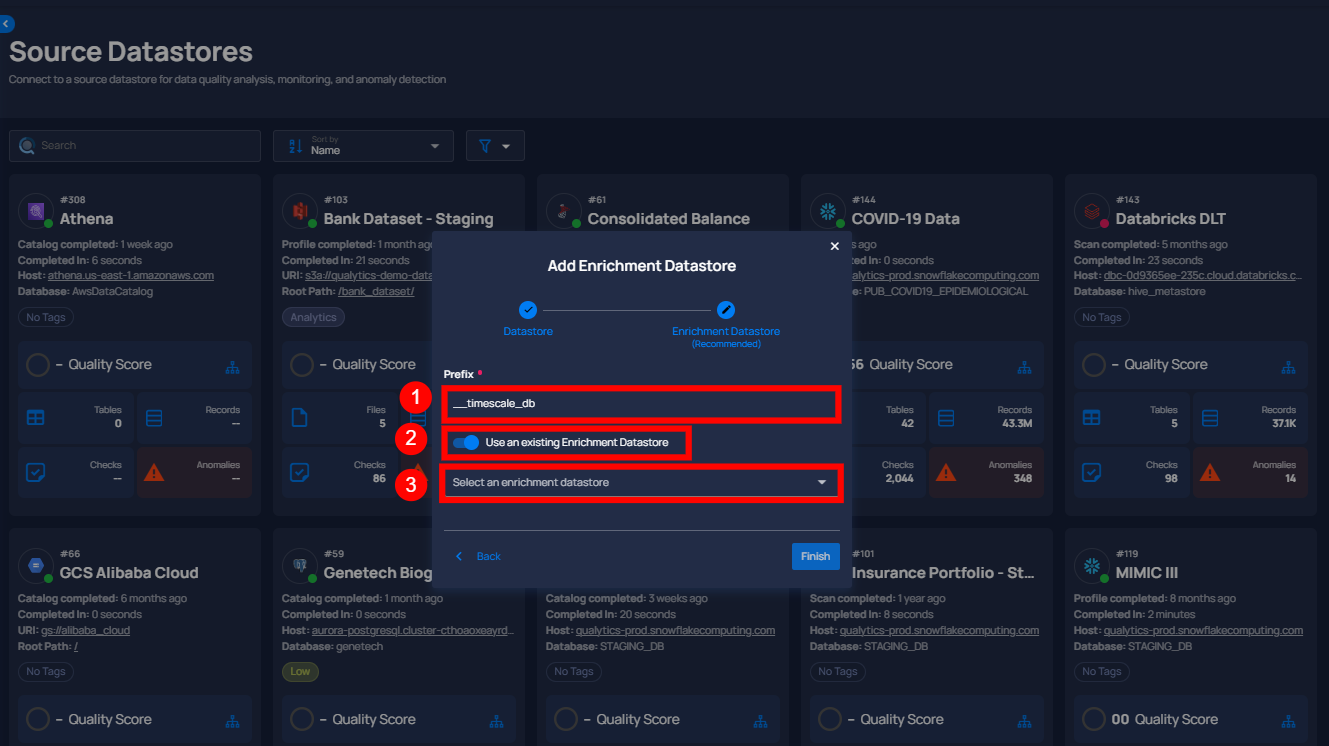 Source Datastores
Connect to a source datastore for data quality analysis, monitoring, and anomaly detection
Search
Sort by
Name
#308
Athena
Catalog completed: 1 week ago
Completed In: 6 seconds
Host: athena.us-east-1.amazonaws.com
Database: AwsDataCatalog
No Tags
– Quality Score
Tables
0
Records
--
Checks
--
Anomalies
--
#103
Bank Dataset - Staging
Profile completed: 1 month ago
Completed In: 21 seconds
URI: s3a://qualytics-demo-data
Root Path: /bank_dataset/
Analytics
– Quality Score
Files
5
Checks
86
#61
Consolidated Balance
#144
COVID-19 Data
s ago
ed In: 0 seconds
alytics-prod.snowflakecomputing.com
e: PUB_COVID19_EPIDEMIOLOGICAL
56 Quality Score
Tables
42
Records
43.3M
Checks
2,044
Anomalies
348
#143
Databricks DLT
Scan completed: 5 months ago
Completed In: 23 seconds
Host: dbc-0d9365ee-235c.cloud.databricks.c...
Database: hive_metastore
No Tags
– Quality Score
Tables
5
Records
37.1K
Checks
98
Anomalies
14
Add Enrichment Datastore
Datastore
Enrichment Datastore
(Recommended)
Prefix *
1
__timescale_db
2
Use an existing Enrichment Datastore
3
Select an enrichment datastore
Back
Finish
#66
GCS Alibaba Cloud
Catalog completed: 6 months ago
Completed In: 0 seconds
URI: gs://alibaba_cloud
Root Path: /
No Tags
– Quality Score
#59
Genetech Biog
Catalog completed: 1 month ago
Completed In: 0 seconds
Host: aurora-postgresql.cluster-cthoaoxeayrd...
Database: genetech
Low
– Quality Score
Catalog completed: 3 weeks ago
Completed In: 20 seconds
Host: qualytics-prod.snowflakecomputing.com
Database: STAGING_DB
No Tags
– Quality Score
#101
Insurance Portfolio - St...
Scan completed: 1 year ago
Completed In: 8 seconds
Host: qualytics-prod.snowflakecomputing.com
Database: STAGING_DB
No Tags
– Quality Score
#119
MIMIC III
Profile completed: 8 months ago
Completed In: 2 minutes
Host: qualytics-prod.snowflakecomputing.com
Database: STAGING_DB
No Tags
00 Quality Score